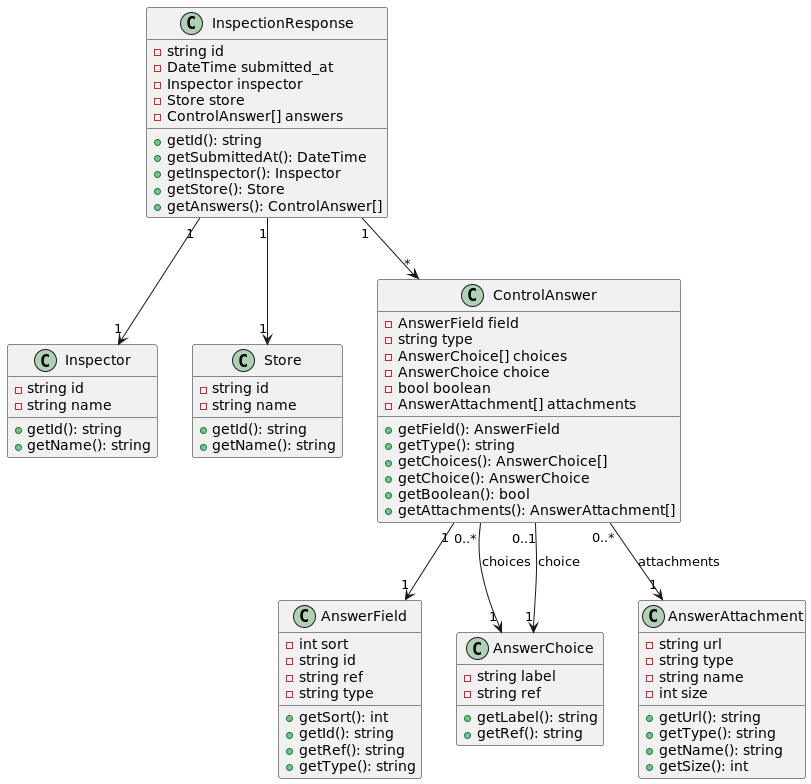 C InspectionResponse
string id
DateTime submitted_at
Inspector inspector
Store store
ControlAnswer[] answers
getId(): string
getSubmittedAt(): DateTime
getInspector(): Inspector
getStore(): Store
getAnswers(): ControlAnswer[]
1 1 1
*
1 1
C Inspector
string id
string name
getId(): string
getName(): string
C Store
string id
string name
getId(): string
getName(): string
C ControlAnswer
AnswerField field
string type
AnswerChoice[] choices
AnswerChoice choice
bool boolean
AnswerAttachment[] attachments
getField(): AnswerField
getType(): string
getChoices(): AnswerChoice[]
getChoice(): AnswerChoice
getBoolean(): bool
getAttachments(): AnswerAttachment[]
1 0..* 0..1 0..*
choices choice attachments
1 1 1 1
C AnswerField
int sort
string id
string ref
string type
getSort(): int
getId(): string
getRef(): string
getType(): string
C AnswerChoice
string label
string ref
getLabel(): string
getRef(): string
C AnswerAttachment
string url
string type
string name
int size
getUrl(): string
getType(): string
getName(): string
getSize(): int